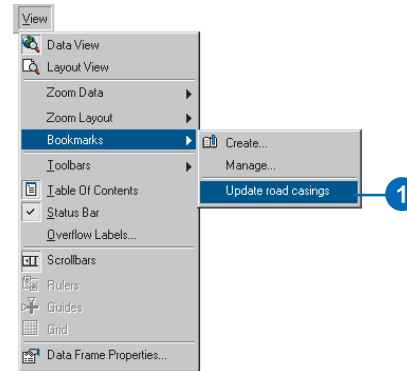 View
Data View
Layout View
Zoom Data
Zoom Layout
Bookmarks
Create...
Manage...
Update road casings
1
Toolbars
Table Of Contents
Status Bar
Overflow Labels...
Scrollbars
Rulers
Guides
Grid
Data Frame Properties...